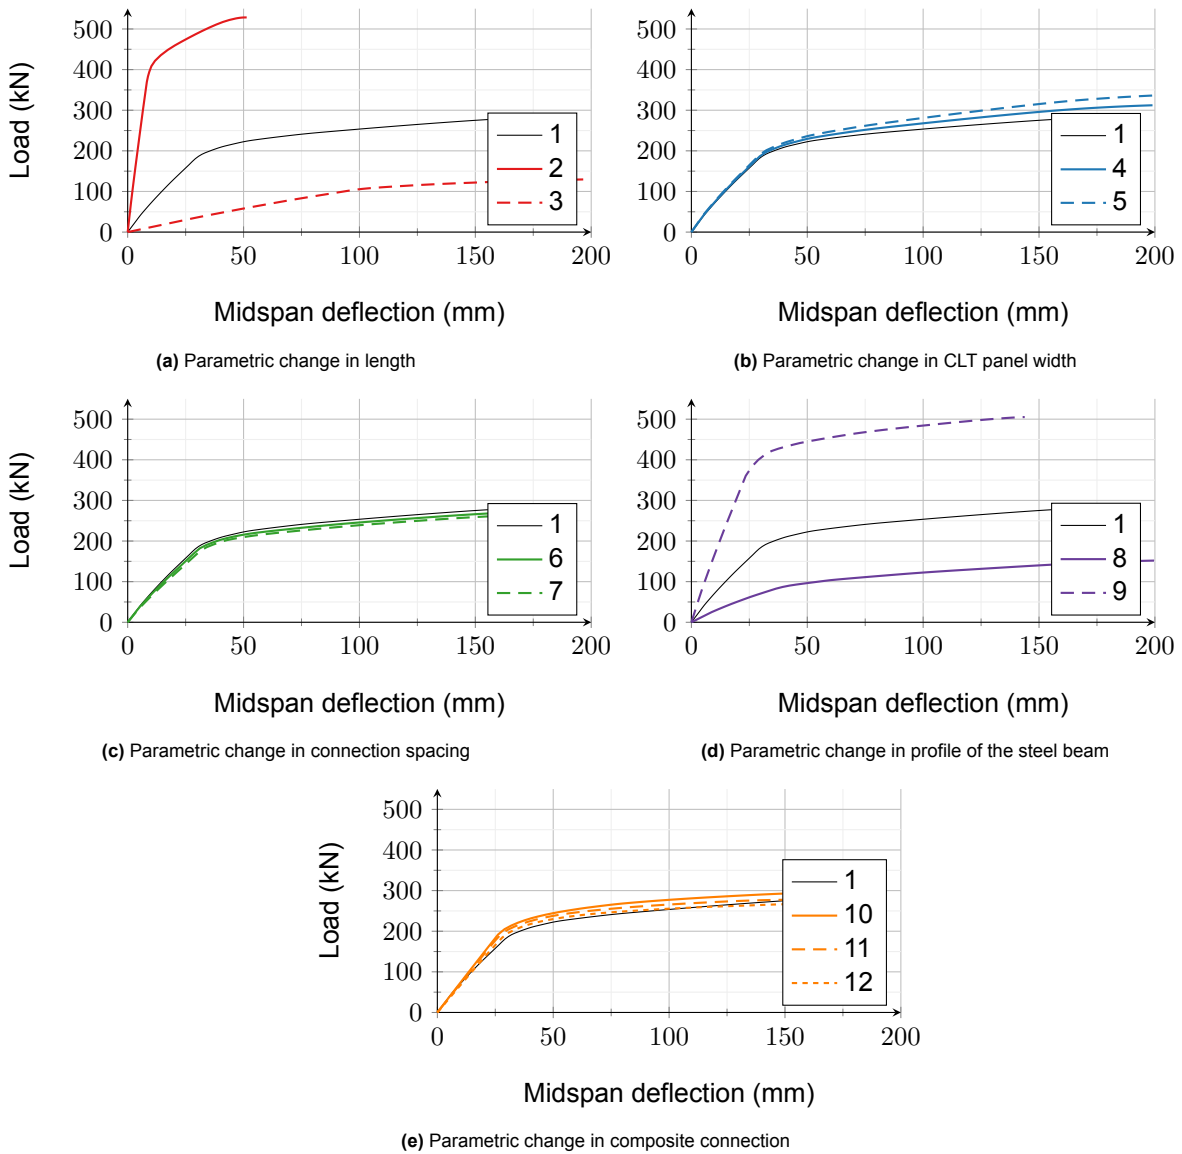 500
400
300
200
100
0
Load (kN)
0 50 100 150 200
Midspan deflection (mm)
1
2
3
(a) Parametric change in length
500
400
300
200
100
0
Load (kN)
0 50 100 150 200
Midspan deflection (mm)
1
4
5
(b) Parametric change in CLT panel width
500
400
300
200
100
0
Load (kN)
0 50 100 150 200
Midspan deflection (mm)
1
6
7
(c) Parametric change in connection spacing
500
400
300
200
100
0
Load (kN)
0 50 100 150 200
Midspan deflection (mm)
1
8
9
(d) Parametric change in profile of the steel beam
500
400
300
200
100
0
Load (kN)
0 50 100 150 200
Midspan deflection (mm)
1
10
11
12
(e) Parametric change in composite connection